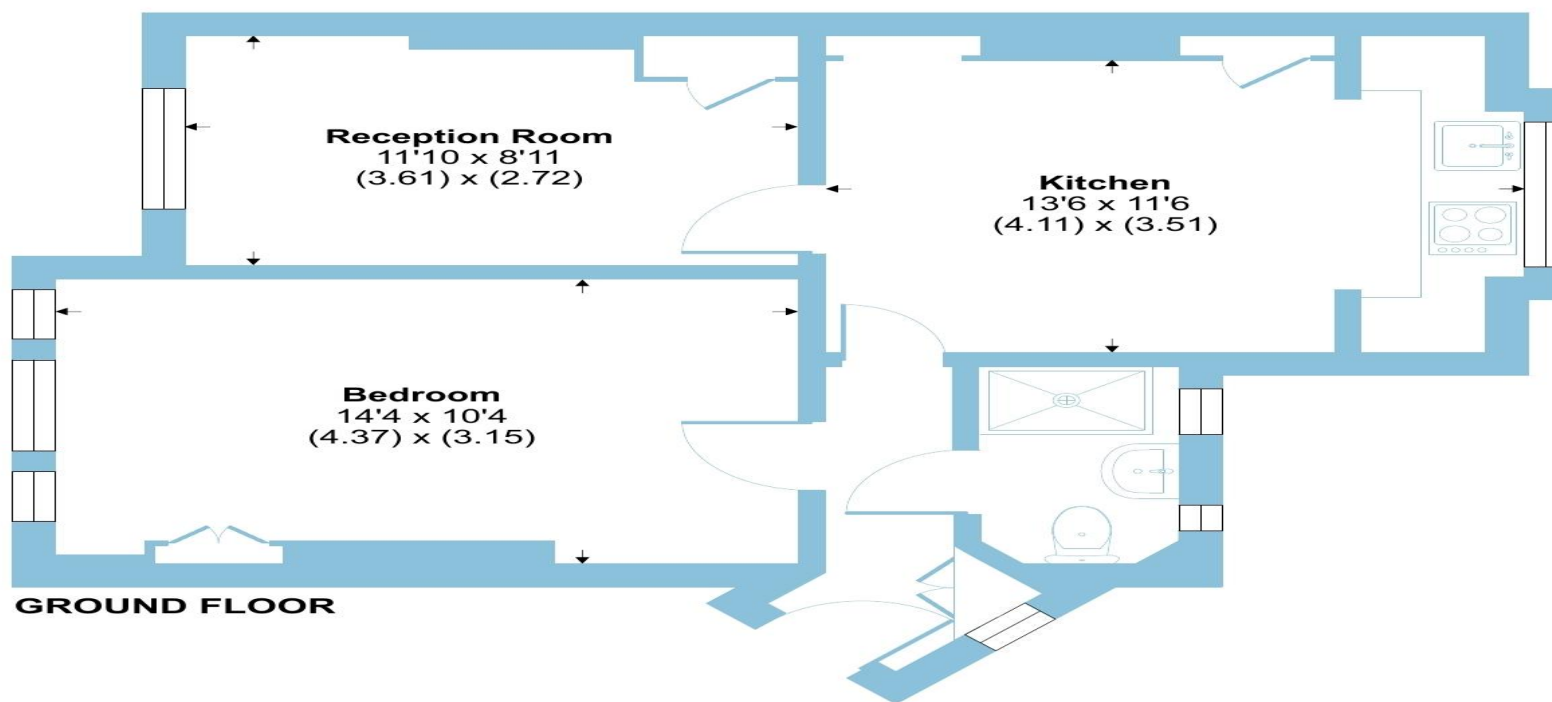 Reception Room
11'10 x 8'11
(3.61) x (2.72)
Kitchen
13'6 x 11'6
(4.11) x (3.51)
Bedroom
14'4 x 10'4
(4.37) x (3.15)
GROUND FLOOR